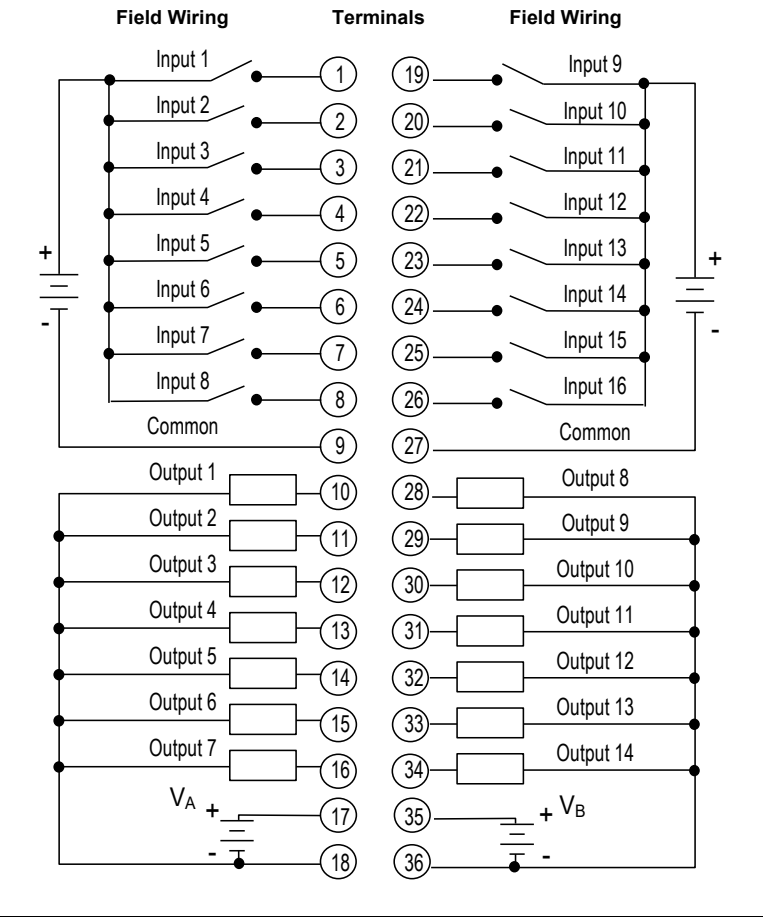 Field Wiring Terminals Field Wiring
Input 1 1 19 Input 9
Input 2 2 20 Input 10
Input 3 3 21 Input 11
Input 4 4 22 Input 12
Input 5 5 23 Input 13
+ +
Input 6 6 24 Input 14
- -
Input 7 7 25 Input 15
Input 8 8 26 Input 16
Common 9 27 Common
Output 1 10 28 Output 8
Output 2 11 29 Output 9
Output 3 12 30 Output 10
Output 4 13 31 Output 11
Output 5 14 32 Output 12
Output 6 15 33 Output 13
Output 7 16 34 Output 14
VA + 17 35 + VB
- 18 36 -